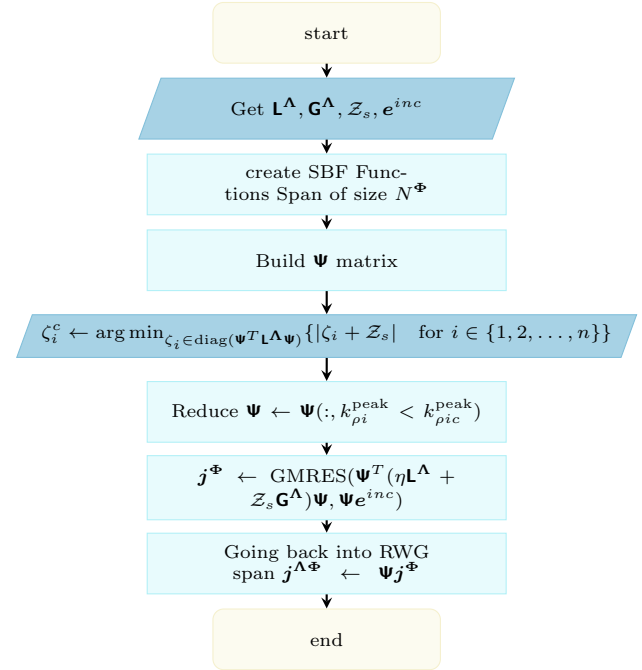 start
Get 𝗟^𝚲, 𝗚^𝚲, 𝒵_s, 𝒆^{inc}
create SBF Func-
tions Span of size N^𝚽
Build 𝚿 matrix
ζ_i^c ← arg min_{ζ_i∈diag(𝚿^T 𝗟^𝚲 𝚿)}{|ζ_i + 𝒵_s| for i ∈ {1, 2, . . . , n}}
Reduce 𝚿 ← 𝚿(:, k_{ρi}^{peak} < k_{ρic}^{peak})
𝒋^𝚽 ← GMRES(𝚿^T(η𝗟^𝚲 +
𝒵_s𝗚^𝚲)𝚿, 𝚿𝒆^{inc})
Going back into RWG
span 𝒋^{𝚲𝚽} ← 𝚿𝒋^𝚽
end